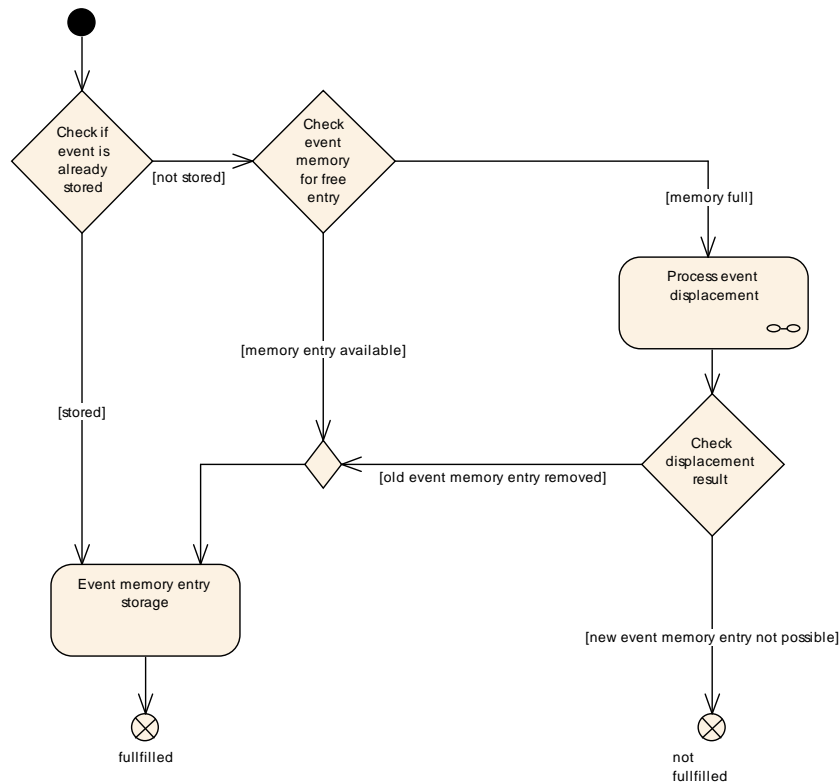 Check if
event is
already
stored
[not stored]
Check
event
memory
for free
entry
[memory full]
Process event
displacement
[memory entry available]
[stored]
Check
displacement
result
[old event memory entry removed]
Event memory entry
storage
[new event memory entry not possible]
fullfilled
not
fullfilled